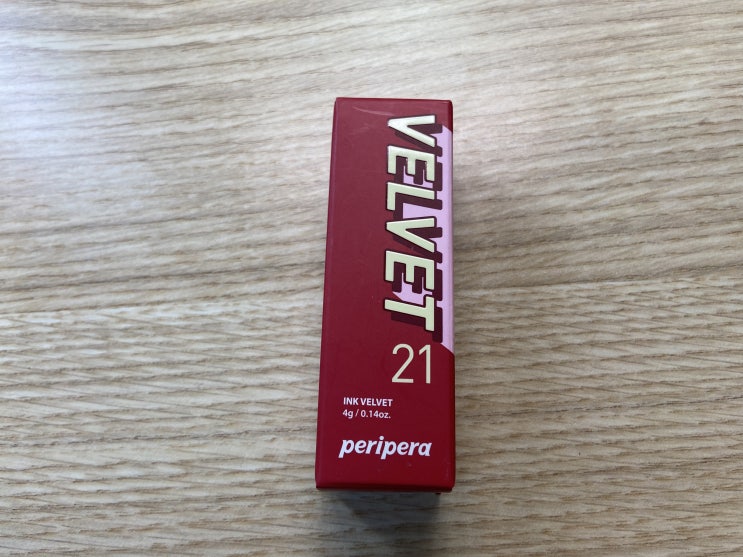 VELVET
21
INK VELVET
4g / 0.14oz.
peripera